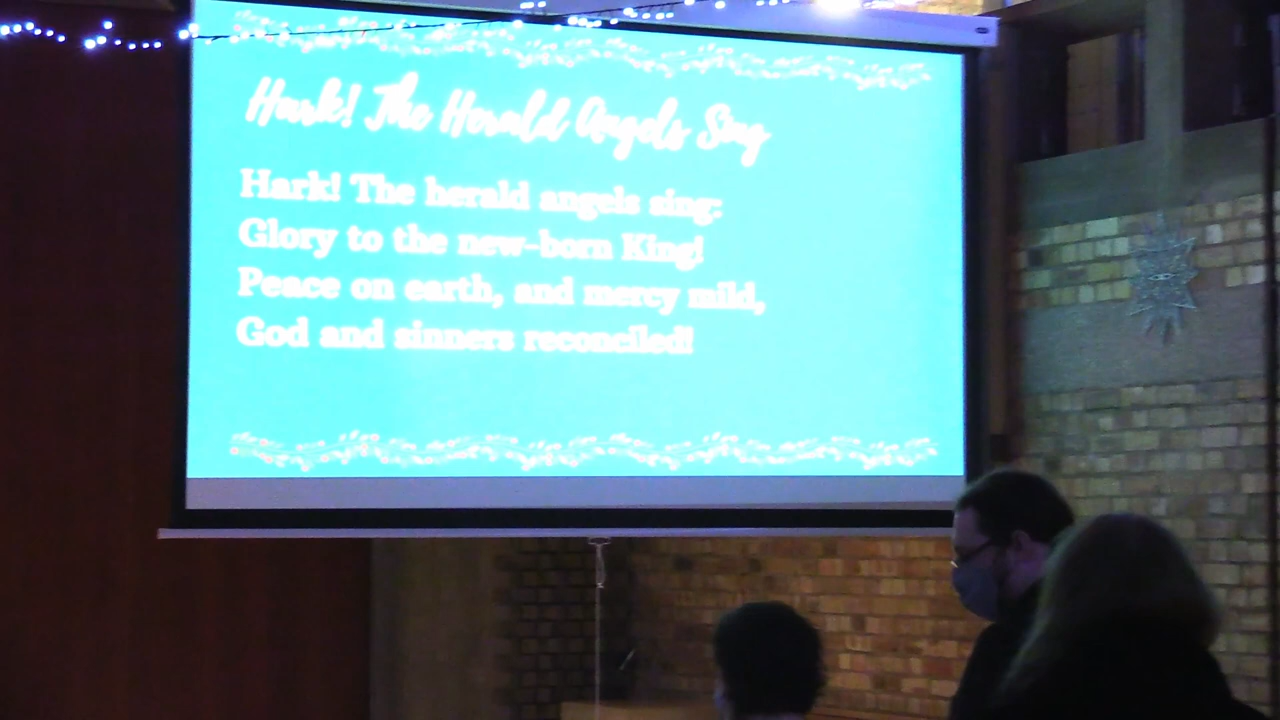 Hark! The Herald Angels Sing
Hark! The herald angels sing:
Glory to the new-born King!
Peace on earth, and mercy mild,
God and sinners reconciled!